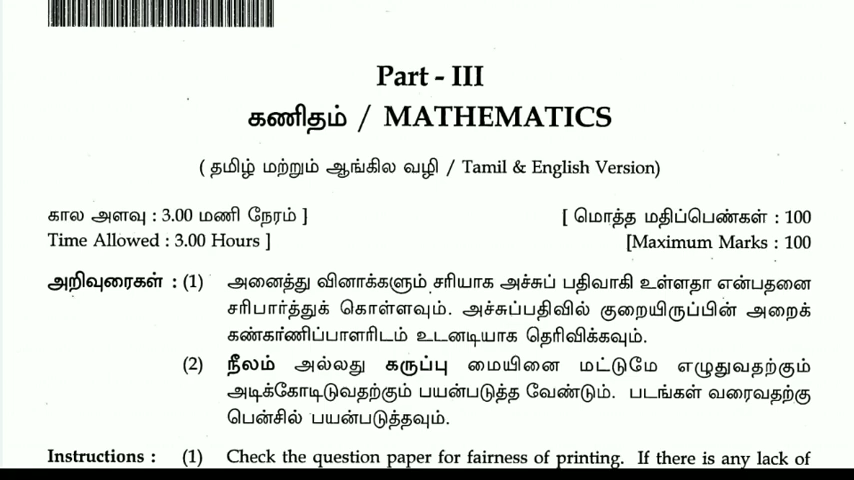 Part - III
கணிதம் / MATHEMATICS
( தமிழ் மற்றும் ஆங்கில வழி / Tamil & English Version)
கால அளவு : 3.00 மணி நேரம் ]
[ மொத்த மதிப்பெண்கள் : 100
Time Allowed : 3.00 Hours ]
[Maximum Marks : 100
அறிவுரைகள் : (1) அனைத்து வினாக்களும் சரியாக அச்சுப் பதிவாகி உள்ளதா என்பதனை
சரிபார்த்துக் கொள்ளவும். அச்சுப்பதிவில் குறையிருப்பின் அறைக்
கண்காணிப்பாளரிடம் உடனடியாக தெரிவிக்கவும்.
(2) நீலம் அல்லது கருப்பு மையினை மட்டுமே எழுதுவதற்கும்
அடிக்கோடிடுவதற்கும் பயன்படுத்த வேண்டும். படங்கள் வரைவதற்கு
பென்சில் பயன்படுத்தவும்.
Instructions : (1) Check the question paper for fairness of printing. If there is any lack of